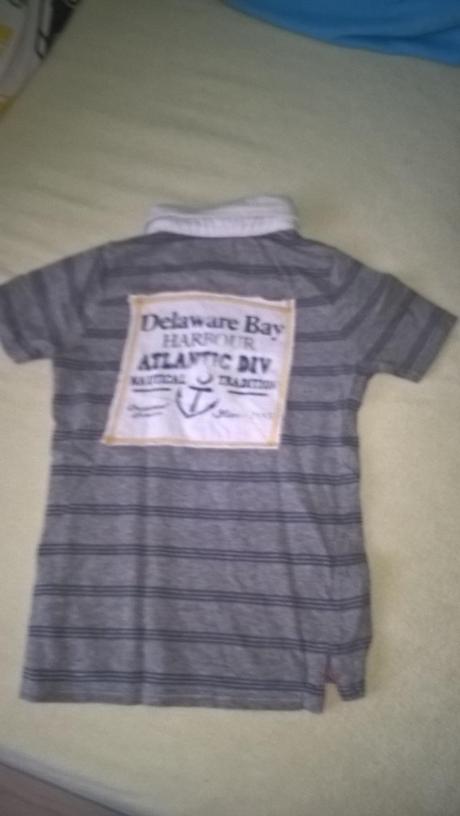 Delaware Bay
HARBOUR
ATLANTIC DIV.
NAUTICAL TRADITION